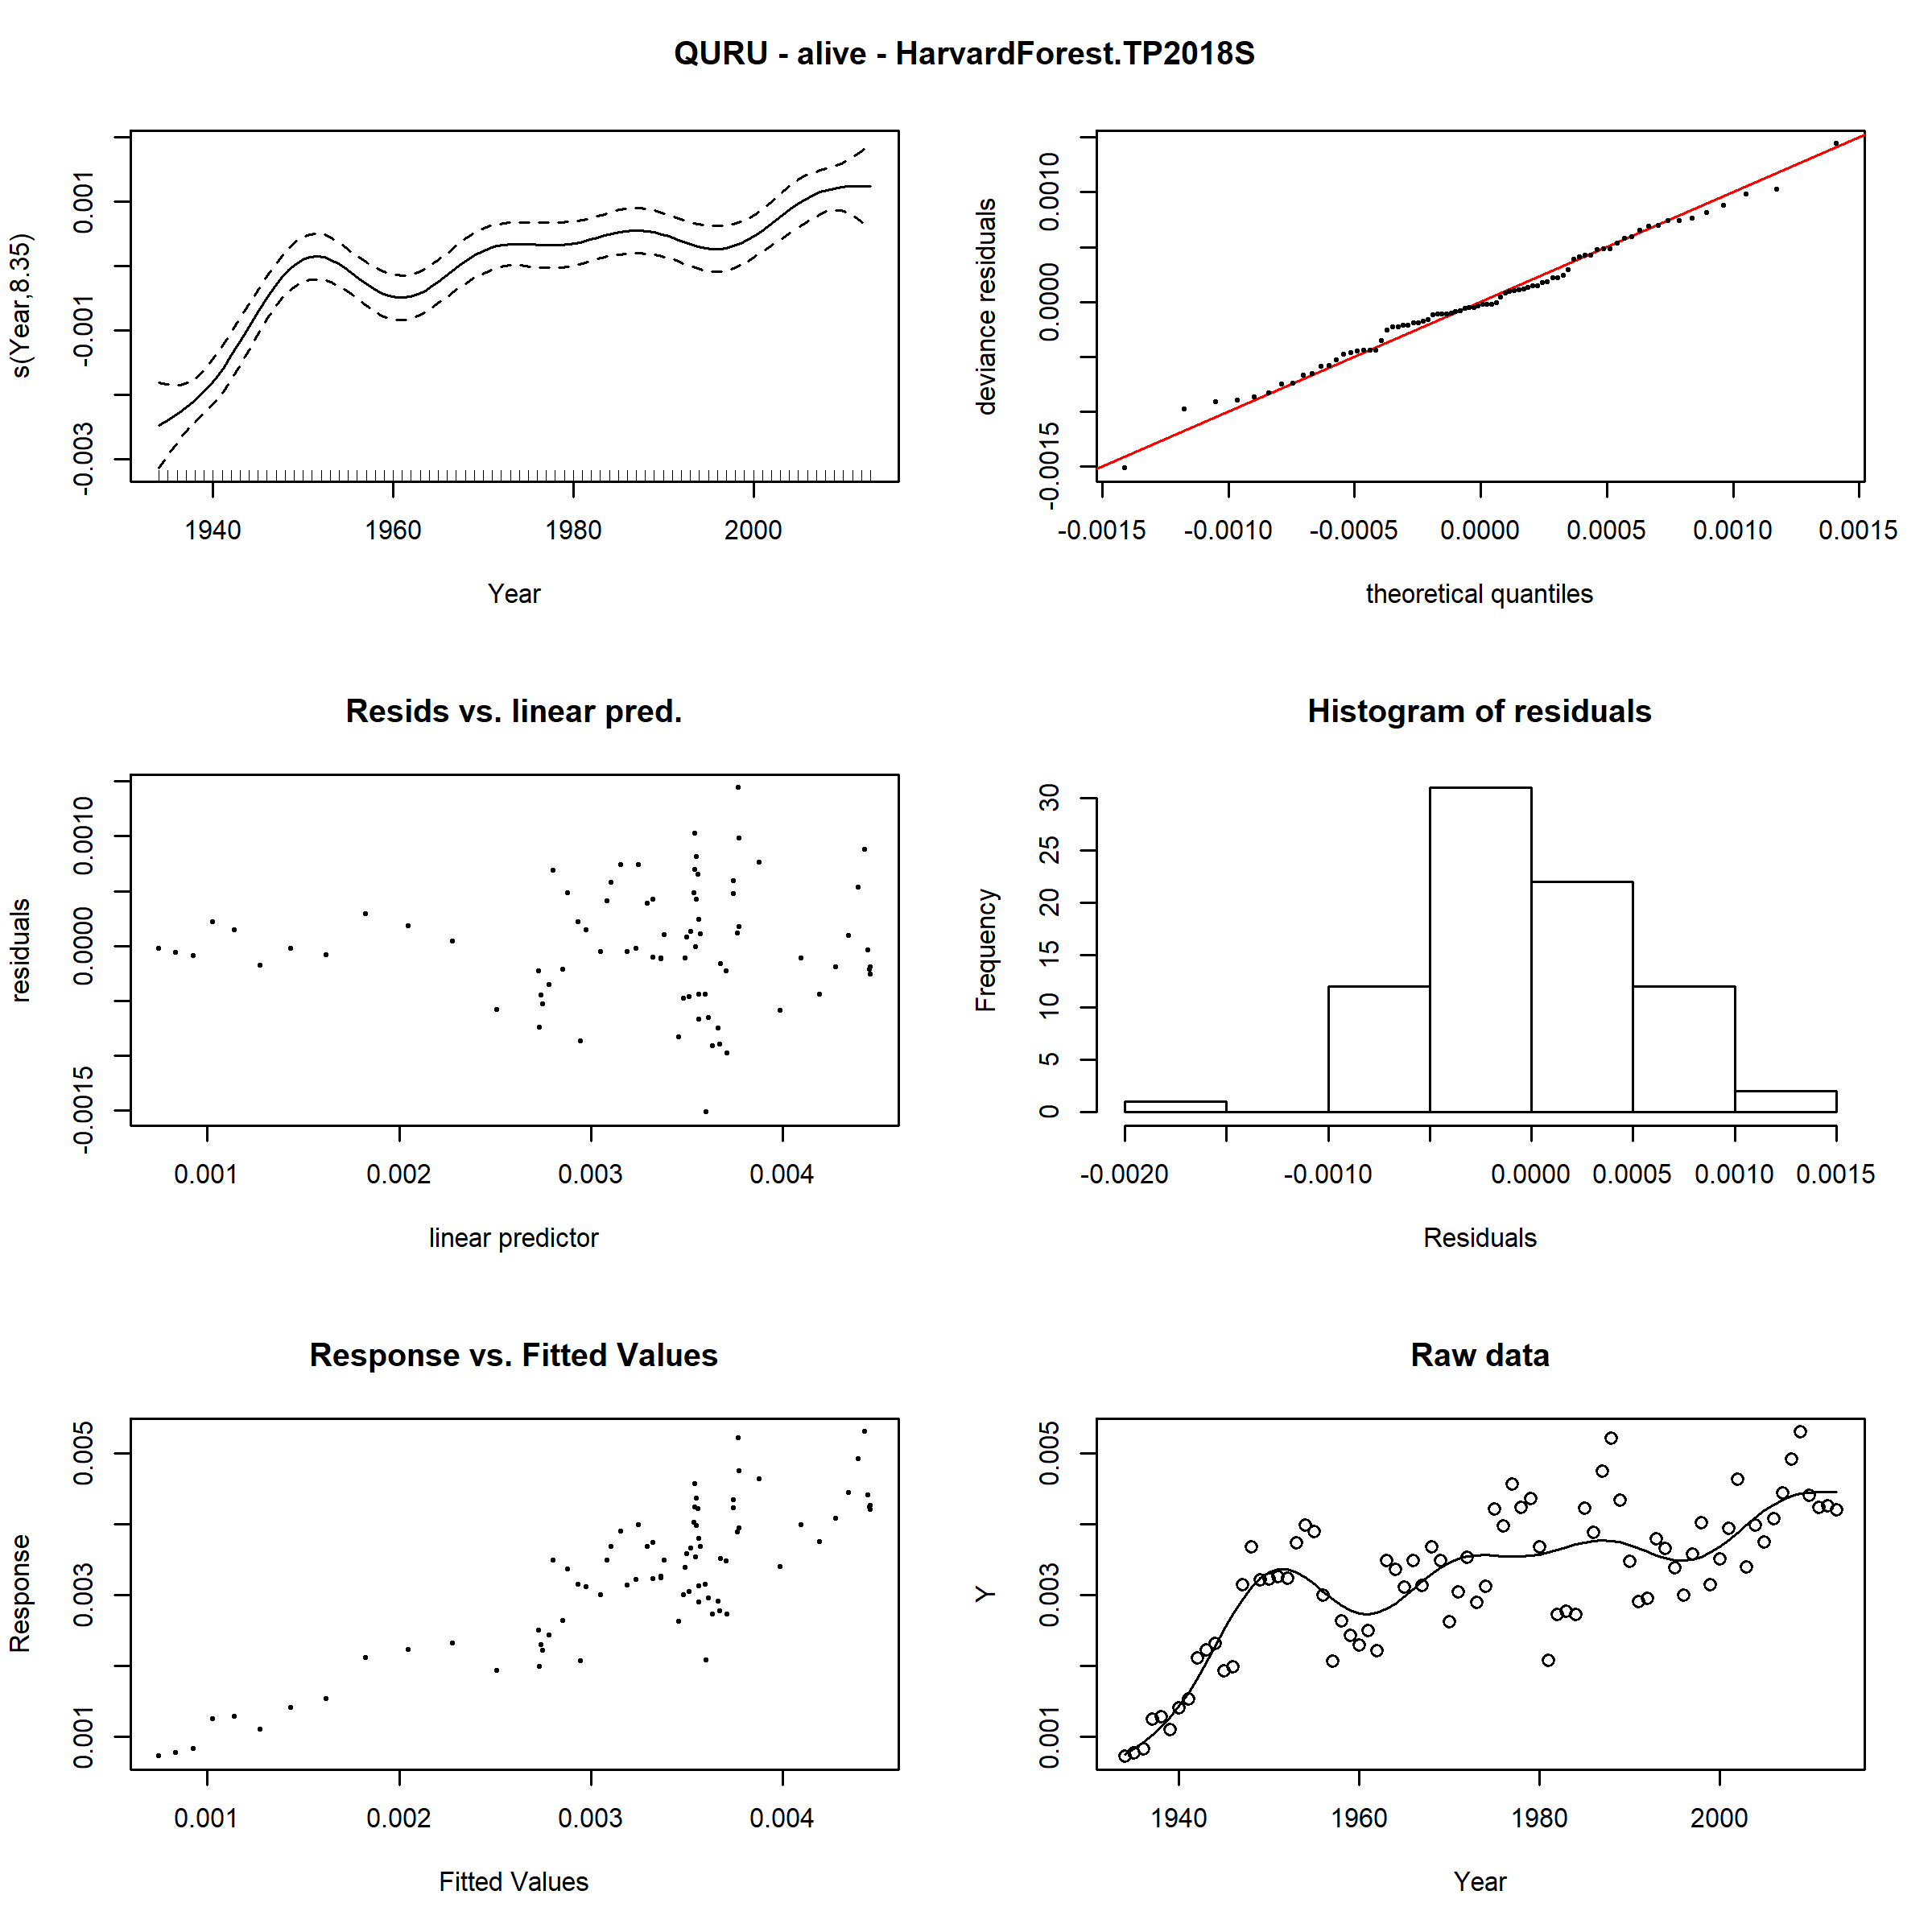 QURU - alive - HarvardForest.TP2018S
s(Year,8.35)
0.001
-0.001
-0.003
1940 1960 1980 2000
Year
deviance residuals
0.0010
0.0000
-0.0015
-0.0015 -0.0010 -0.0005 0.0000 0.0005 0.0010 0.0015
theoretical quantiles
Resids vs. linear pred.
residuals
0.0010
0.0000
-0.0015
0.001 0.002 0.003 0.004
linear predictor
Histogram of residuals
Frequency
30
25
20
15
10
5
0
-0.0020 -0.0010 0.0000 0.0005 0.0010 0.0015
Residuals
Response vs. Fitted Values
Response
0.005
0.003
0.001
0.001 0.002 0.003 0.004
Fitted Values
Raw data
Y
0.005
0.003
0.001
1940 1960 1980 2000
Year